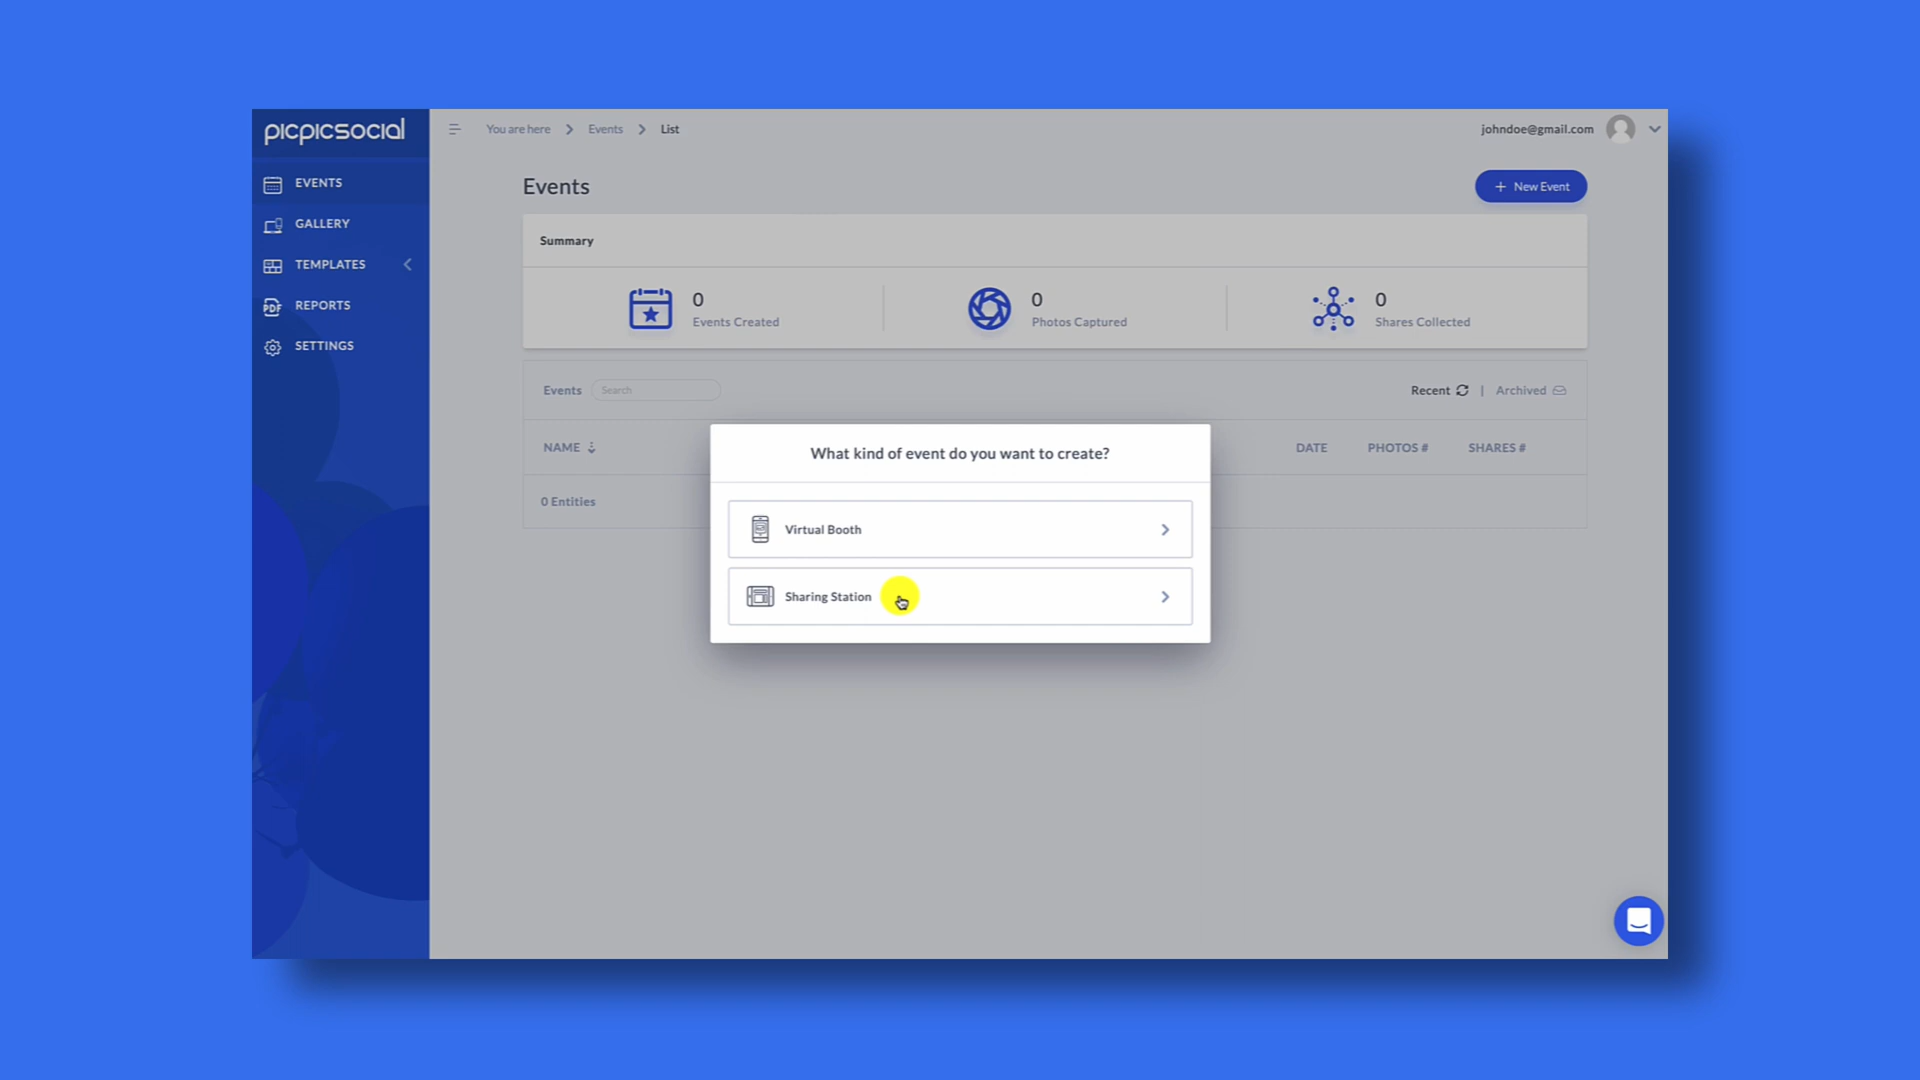 picpicsocial
You are here > Events > List
johndoe@gmail.com
EVENTS
GALLERY
TEMPLATES
PDF REPORTS
SETTINGS
Events
+ New Event
Summary
0
Events Created
0
Photos Captured
0
Shares Collected
Events Search
Recent | Archived
NAME DATE PHOTOS # SHARES #
0 Entities
What kind of event do you want to create?
Virtual Booth
Sharing Station